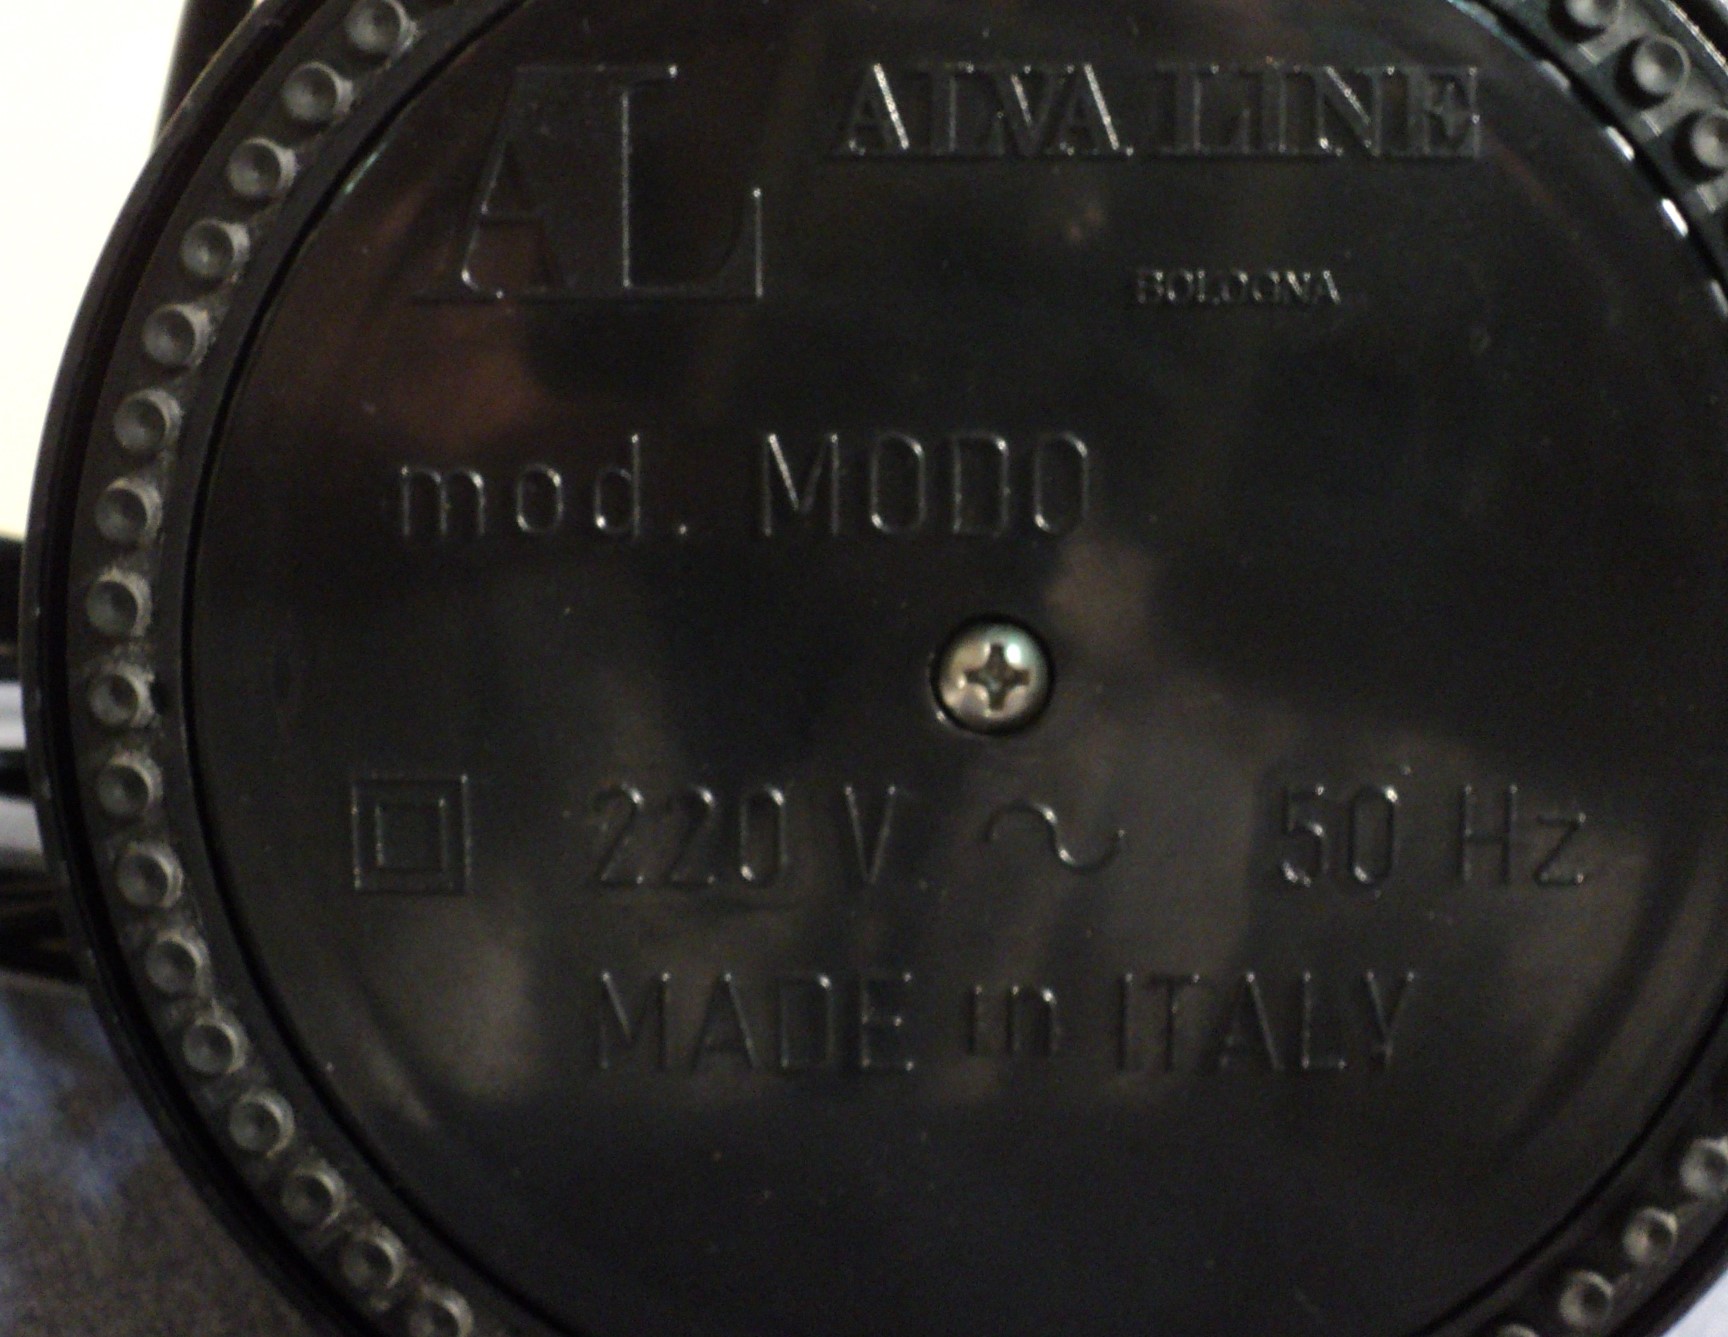 AL ALVA LINE
BOLOGNA
mod. MODO
220 V ~ 50 Hz
MADE in ITALY